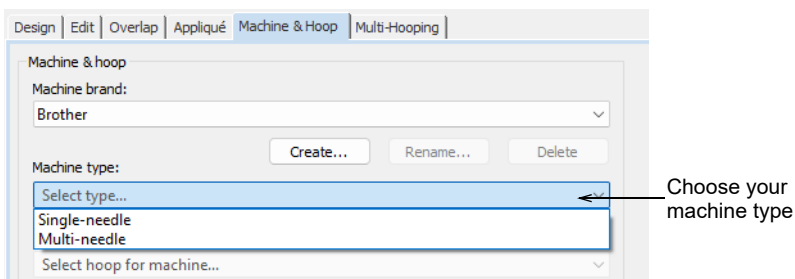 Design Edit Overlap Appliqué Machine & Hoop Multi-Hooping
Machine & hoop
Machine brand:
Brother
Create... Rename... Delete
Machine type:
Select type...
Single-needle
Multi-needle
Select hoop for machine...
Choose your
machine type